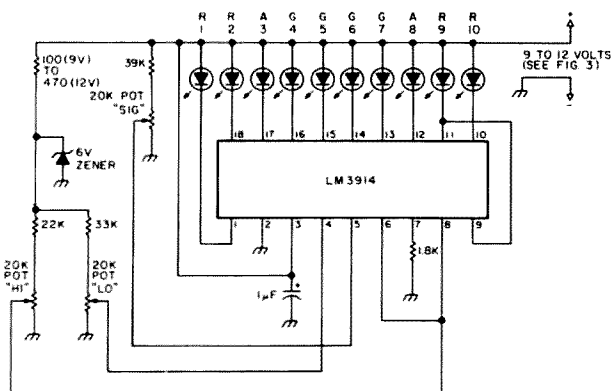 R R A G G G G A R R
1 2 3 4 5 6 7 8 9 10
+
9 TO 12 VOLTS
(SEE FIG. 3)
-
100(9V)
TO
470(12V)
39K
20K POT
"SIG"
6V
ZENER
18 17 16 15 14 13 12 11 10
LM3914
1 2 3 4 5 6 7 8 9
22K
33K
20K
POT
"HI"
20K
POT
"LO"
1.8K
+
1µF